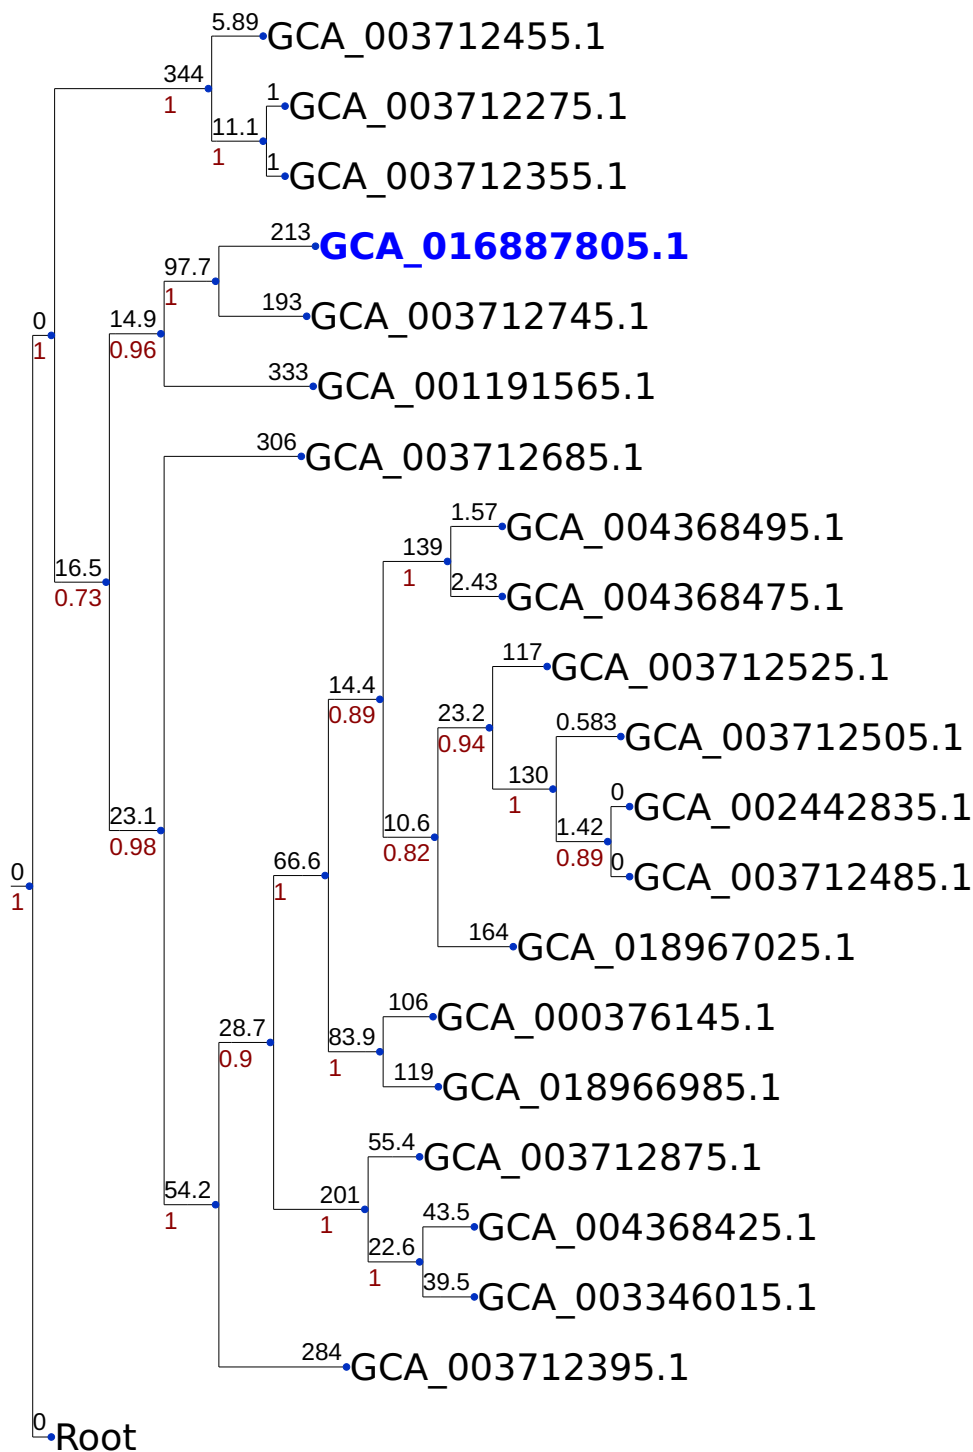 5.89 GCA_003712455.1
344
1
1 GCA_003712275.1
11.1
1
1 GCA_003712355.1
213 GCA_016887805.1
97.7
1
193 GCA_003712745.1
0
1
14.9
0.96
333 GCA_001191565.1
306 GCA_003712685.1
1.57 GCA_004368495.1
139
1
16.5
0.73
2.43 GCA_004368475.1
117 GCA_003712525.1
14.4
0.89
23.2
0.94
0.583 GCA_003712505.1
130
1
0 GCA_002442835.1
23.1
0.98
10.6
0.82
1.42
0.89
0 GCA_003712485.1
0
1
66.6
1
164 GCA_018967025.1
106 GCA_000376145.1
28.7
0.9
83.9
1
119 GCA_018966985.1
55.4 GCA_003712875.1
54.2
1
201
1
43.5 GCA_004368425.1
22.6
1
39.5 GCA_003346015.1
284 GCA_003712395.1
0 Root